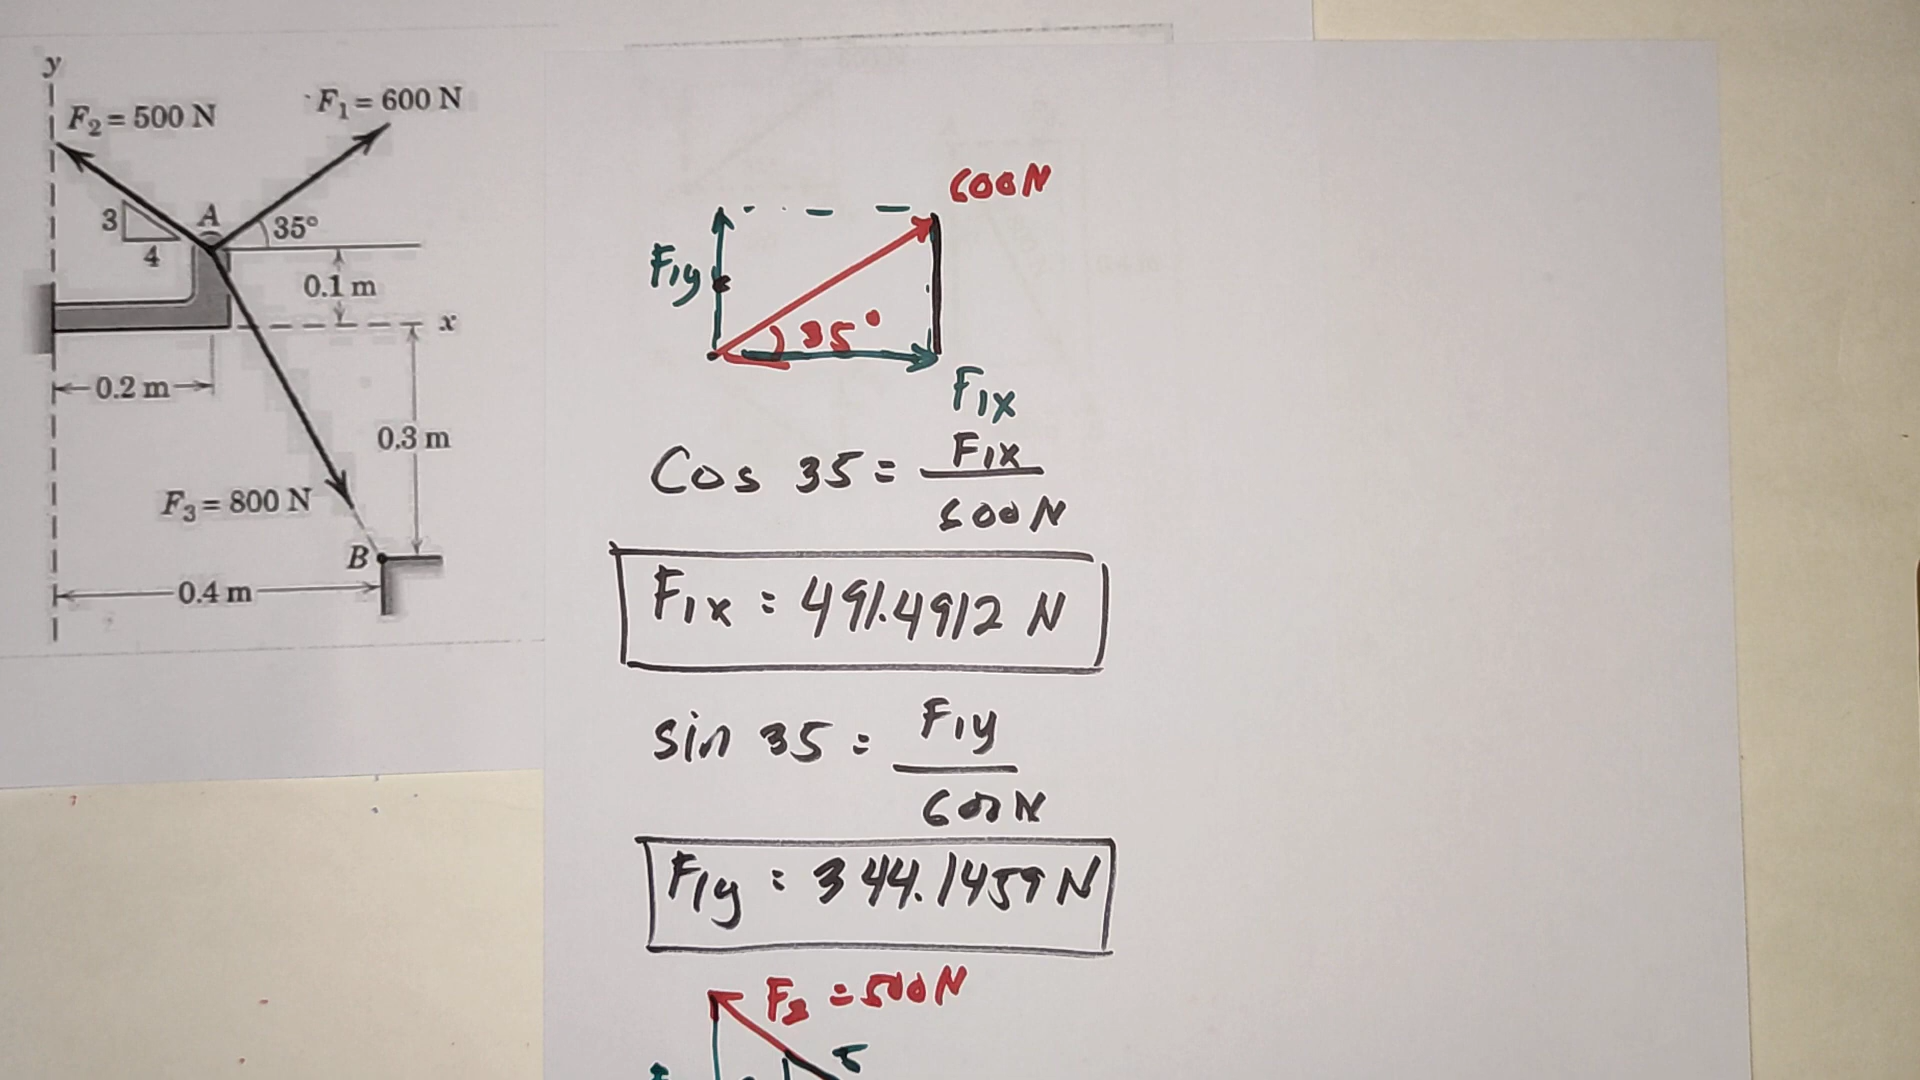 y
F₂ = 500 N
F₁ = 600 N
3
4
A
35°
0.1 m
x
0.2 m
0.3 m
F₃ = 800 N
B
0.4 m
600N
F1y
35°
F1x
Cos 35 = F1x
600N
F1x = 491.4912 N
sin 35 = F1y
600N
F1y = 344.1459 N
F2 = 500N
5